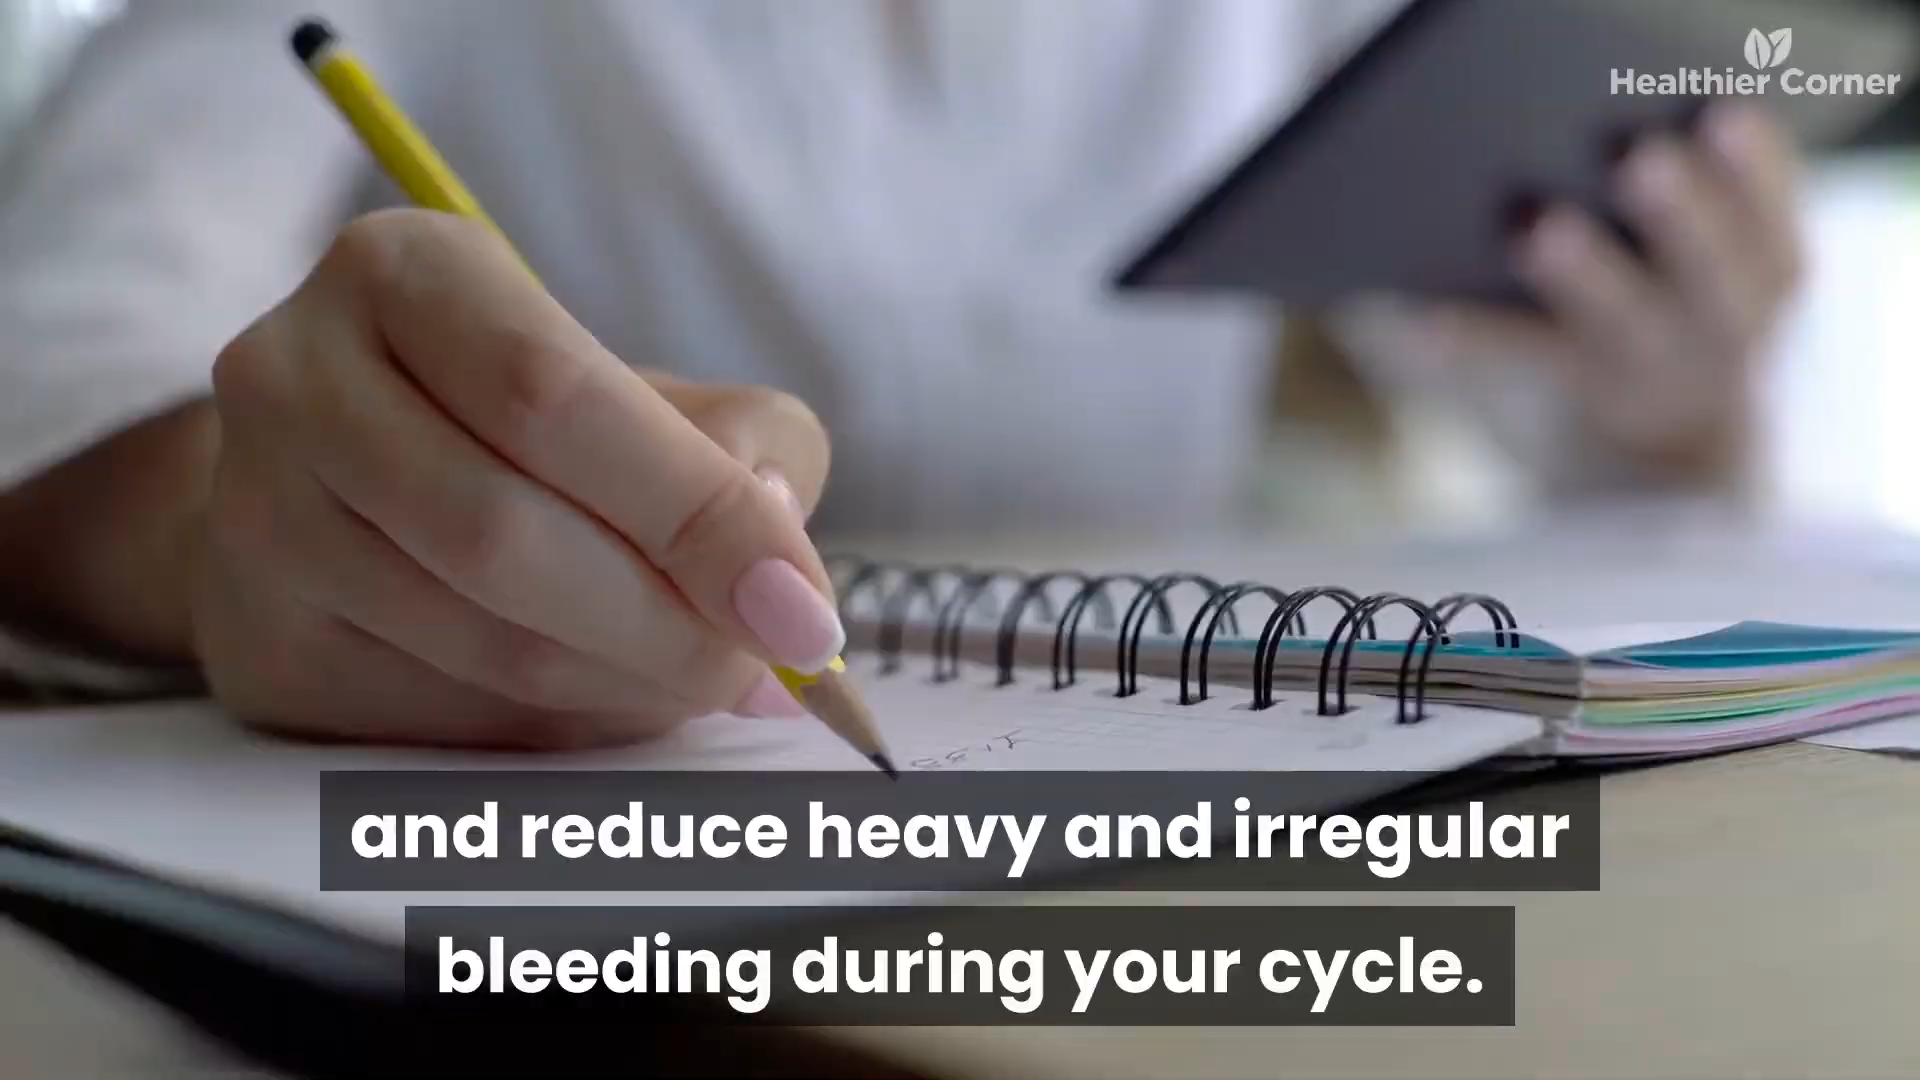 Healthier Corner
and reduce heavy and irregular
bleeding during your cycle.